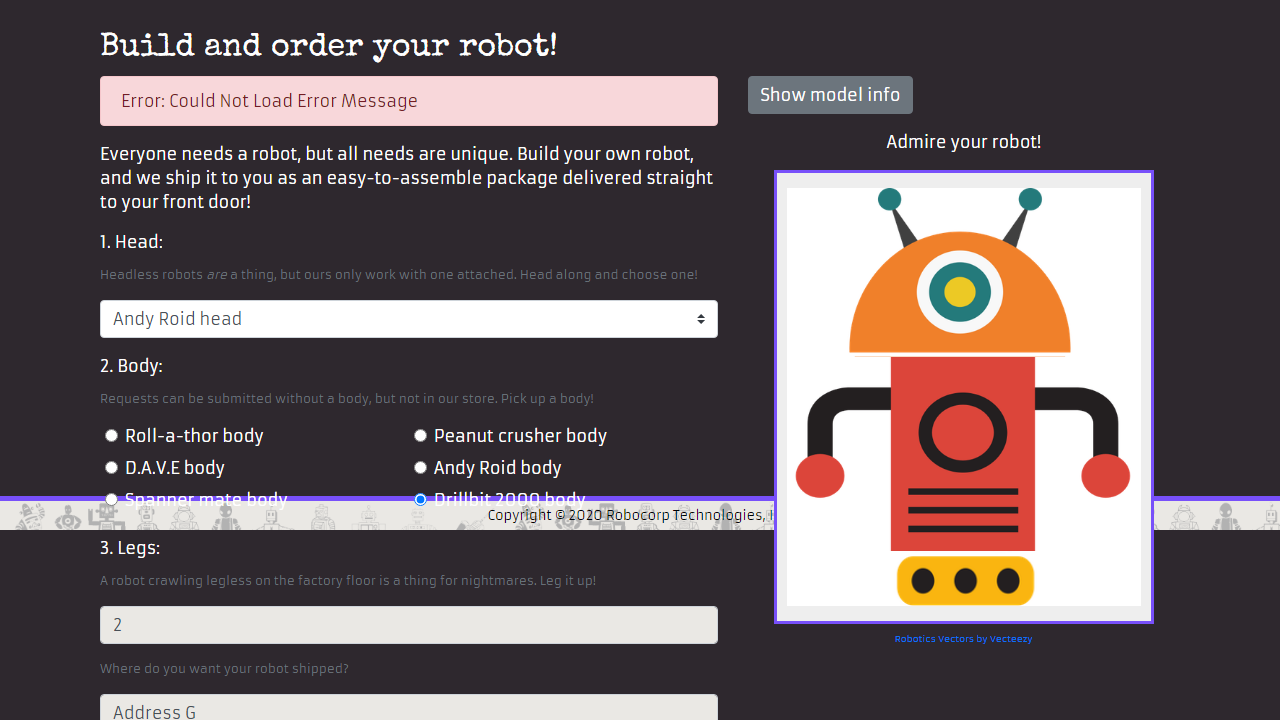 Build and order your robot!
Error: Could Not Load Error Message
Show model info
Admire your robot!
Everyone needs a robot, but all needs are unique. Build your own robot,
and we ship it to you as an easy-to-assemble package delivered straight
to your front door!
1. Head:
Headless robots are a thing, but ours only work with one attached. Head along and choose one!
Andy Roid head
2. Body:
Requests can be submitted without a body, but not in our store. Pick up a body!
Roll-a-thor body
Peanut crusher body
D.A.V.E body
Andy Roid body
Spanner mate body
Drillbit 2000 body
Copyright © 2020 Robocorp Technologies,
3. Legs:
A robot crawling legless on the factory floor is a thing for nightmares. Leg it up!
2
Robotics Vectors by Vecteezy
Where do you want your robot shipped?
Address G